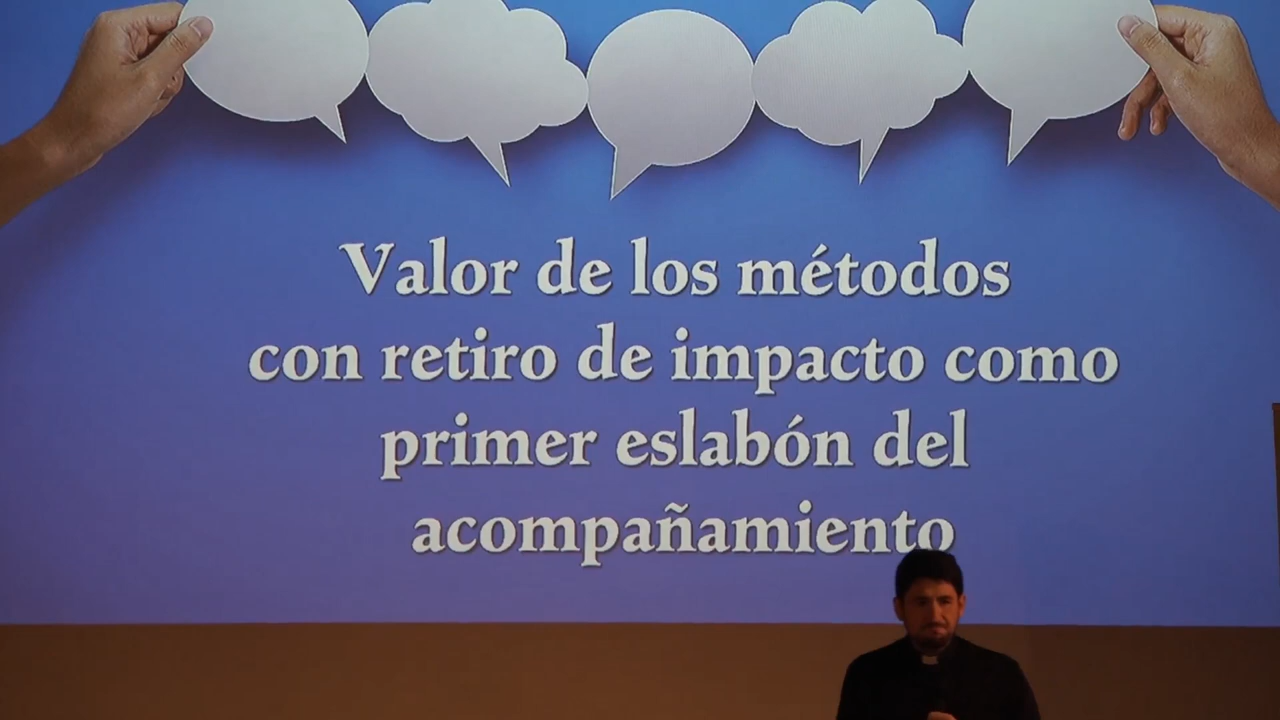 Valor de los métodos
con retiro de impacto como
primer eslabón del
acompañamiento